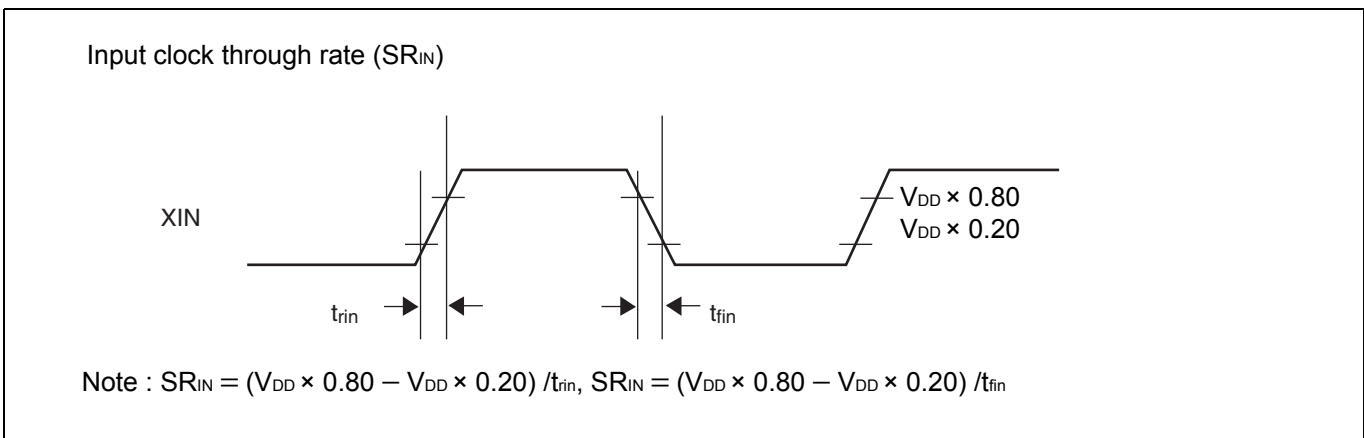 Input clock through rate (SRIN)
XIN
VDD × 0.80
VDD × 0.20
trin
tfin
Note : SRIN = (VDD × 0.80 – VDD × 0.20) /trin, SRIN = (VDD × 0.80 – VDD × 0.20) /tfin